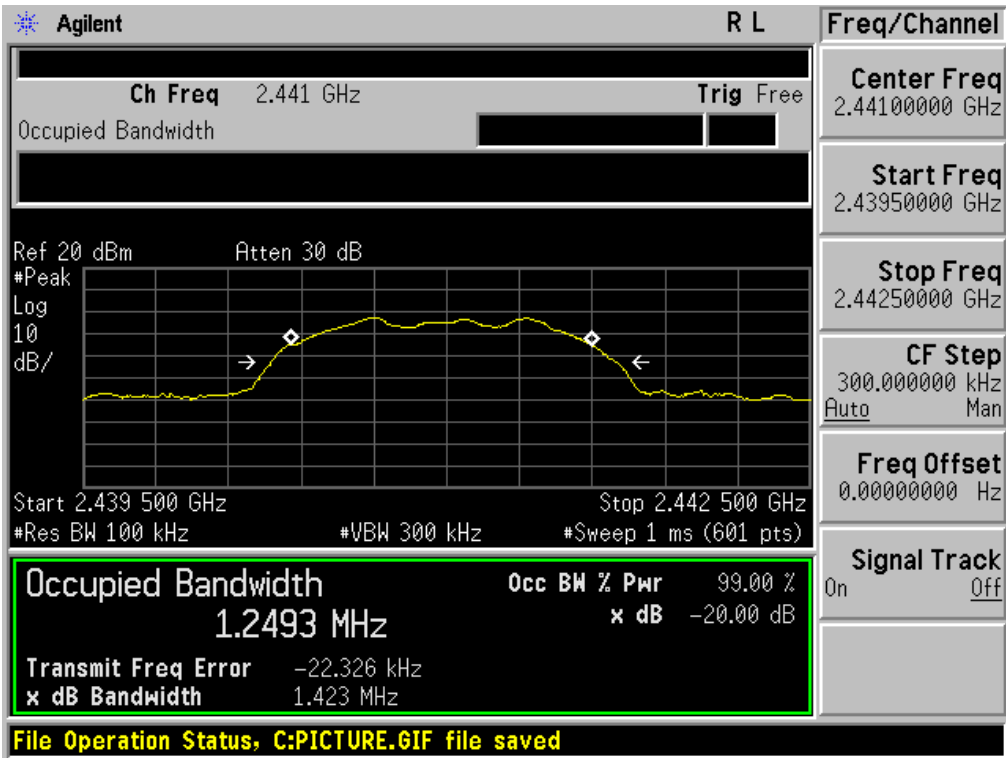 Agilent R L Freq/Channel
Ch Freq 2.441 GHz Trig Free
Occupied Bandwidth
Center Freq
2.44100000 GHz
Start Freq
2.43950000 GHz
Stop Freq
2.44250000 GHz
CF Step
300.000000 kHz
Auto Man
Freq Offset
0.00000000 Hz
Signal Track
On Off
Ref 20 dBm Atten 30 dB
#Peak
Log
10
dB/
Start 2.439 500 GHz Stop 2.442 500 GHz
#Res BW 100 kHz #VBW 300 kHz #Sweep 1 ms (601 pts)
Occupied Bandwidth Occ BW % Pwr 99.00 %
1.2493 MHz x dB -20.00 dB
Transmit Freq Error -22.326 kHz
x dB Bandwidth 1.423 MHz
File Operation Status, C:PICTURE.GIF file saved